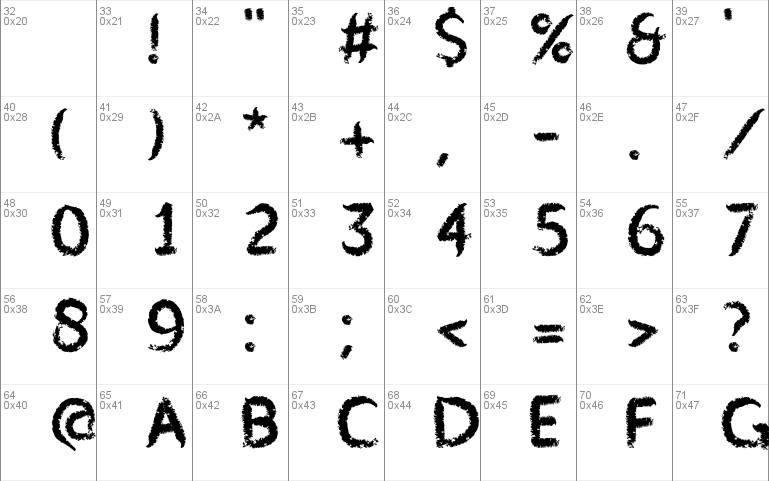 32 33 34 35 36 37 38 39
0x20 0x21 0x22 0x23 0x24 0x25 0x26 0x27
! " # $ % & '
40 41 42 43 44 45 46 47
0x28 0x29 0x2A 0x2B 0x2C 0x2D 0x2E 0x2F
( ) * + , - . /
48 49 50 51 52 53 54 55
0x30 0x31 0x32 0x33 0x34 0x35 0x36 0x37
0 1 2 3 4 5 6 7
56 57 58 59 60 61 62 63
0x38 0x39 0x3A 0x3B 0x3C 0x3D 0x3E 0x3F
8 9 : ; < = > ?
64 65 66 67 68 69 70 71
0x40 0x41 0x42 0x43 0x44 0x45 0x46 0x47
@ A B C D E F G